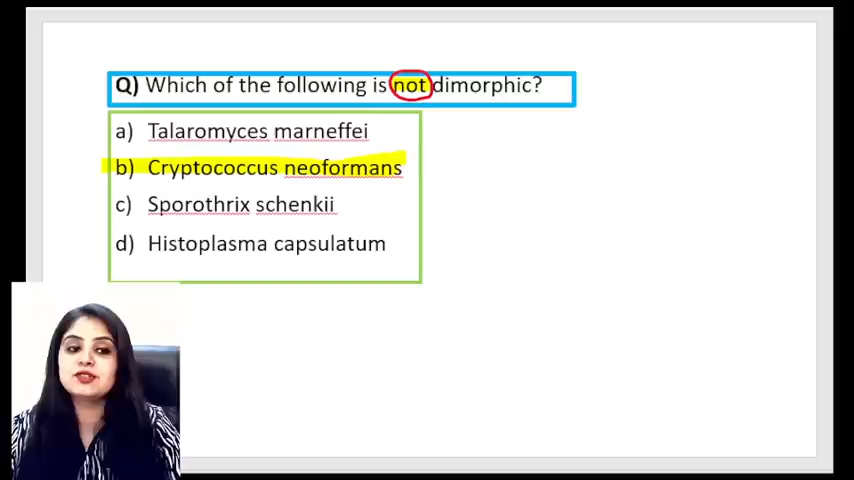 Q) Which of the following is not dimorphic?
a) Talaromyces marneffei
b) Cryptococcus neoformans
c) Sporothrix schenkii
d) Histoplasma capsulatum